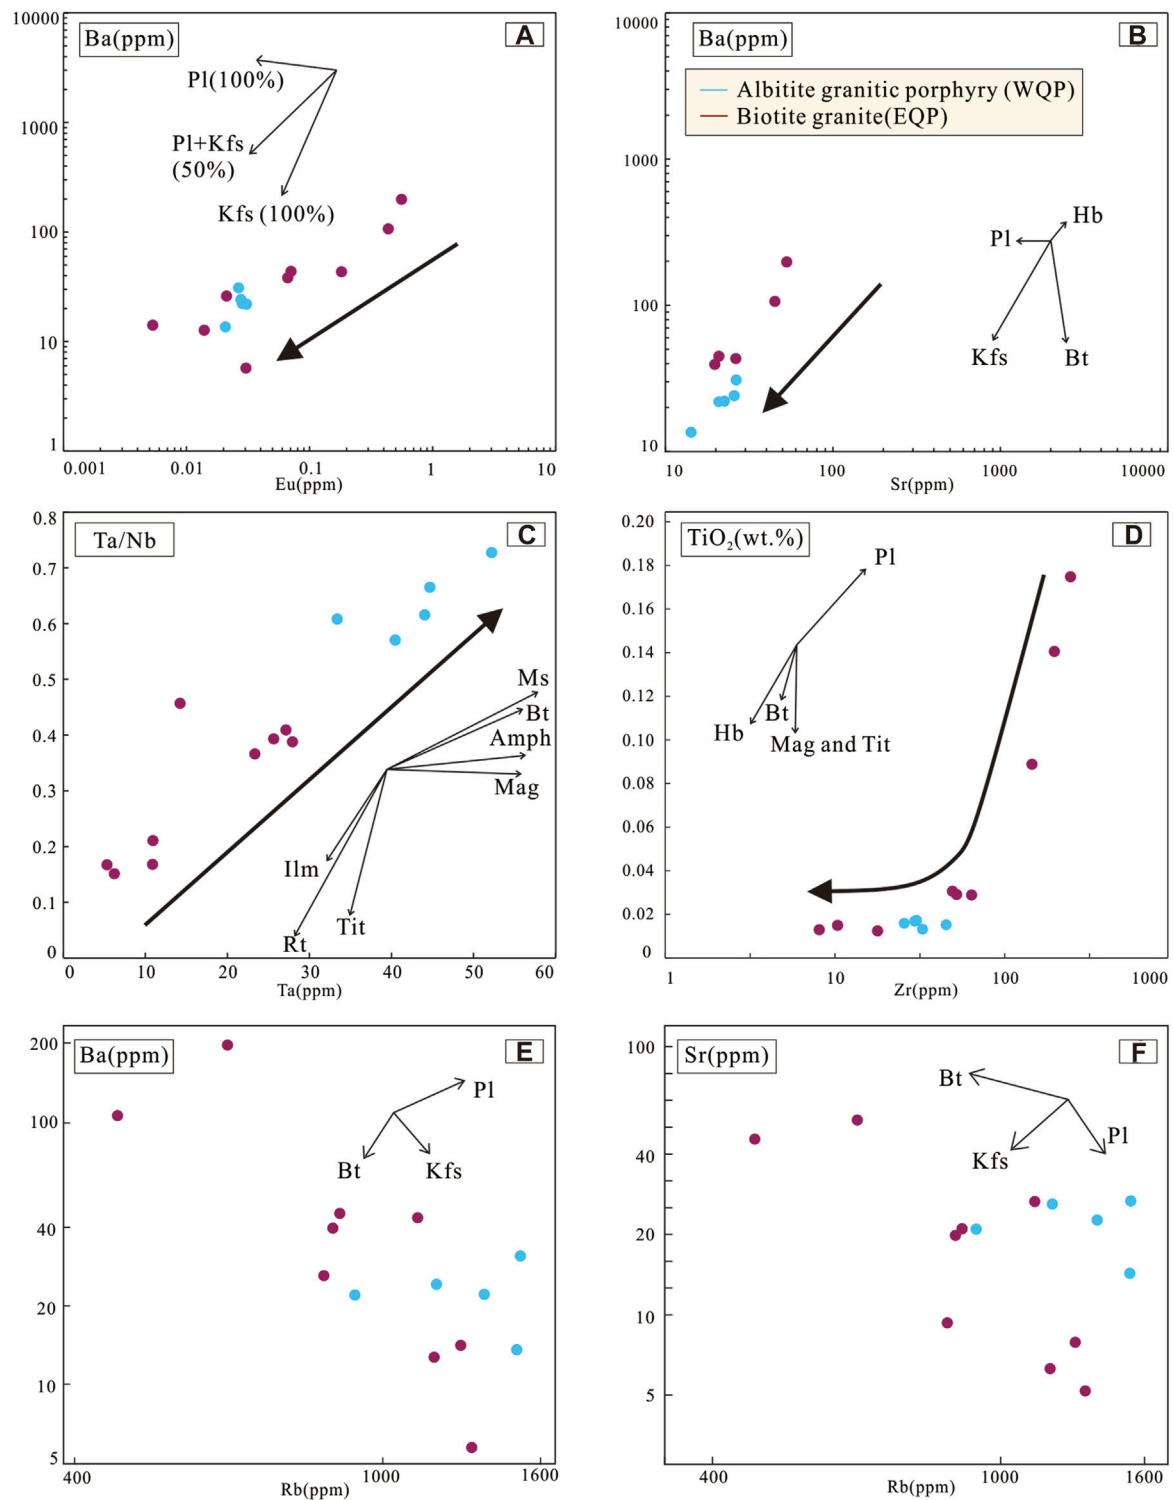 10000
Ba(ppm)
A
Pl(100%)
1000
Pl+Kfs
(50%)
Kfs (100%)
100
10
1
0.001
0.01
0.1
1
10
Eu(ppm)
10000
Ba(ppm)
B
Albitite granitic porphyry (WQP)
Biotite granite(EQP)
1000
Hb
Pl
100
Kfs
Bt
10
10
100
1000
10000
Sr(ppm)
0.8
Ta/Nb
C
0.7
0.6
0.5
Ms
Bt
0.4
Amph
0.3
Mag
0.2
Ilm
0.1
Tit
Rt
0
0
10
20
30
40
50
60
Ta(ppm)
0.20
TiO2(wt.%)
D
Pl
0.18
0.16
0.14
0.12
Bt
Hb
Mag and Tit
0.10
0.08
0.06
0.04
0.02
0
1
10
100
1000
Zr(ppm)
200
Ba(ppm)
E
Pl
100
Bt
Kfs
40
20
10
5
400
1000
1600
Rb(ppm)
100
Sr(ppm)
F
Bt
Pl
Kfs
40
20
10
5
400
1000
1600
Rb(ppm)